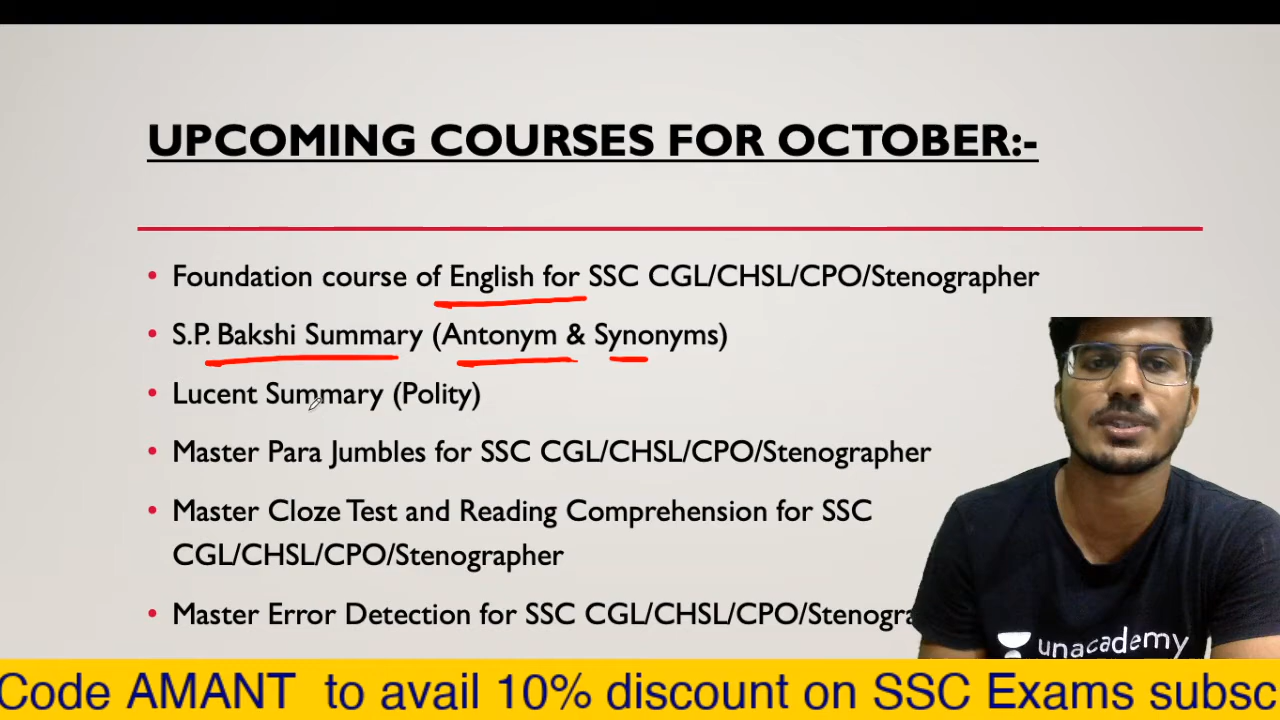 UPCOMING COURSES FOR OCTOBER:-
• Foundation course of English for SSC CGL/CHSL/CPO/Stenographer
• S.P. Bakshi Summary (Antonym & Synonyms)
• Lucent Summary (Polity)
• Master Para Jumbles for SSC CGL/CHSL/CPO/Stenographer
• Master Cloze Test and Reading Comprehension for SSC
CGL/CHSL/CPO/Stenographer
• Master Error Detection for SSC CGL/CHSL/CPO/Stenogra
unacademy
Code AMANT to avail 10% discount on SSC Exams subsc